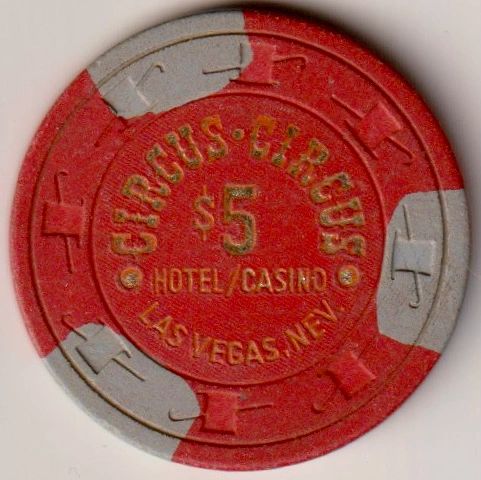 CIRCUS • CIRCUS
$5
HOTEL/CASINO
LAS VEGAS, NEV.